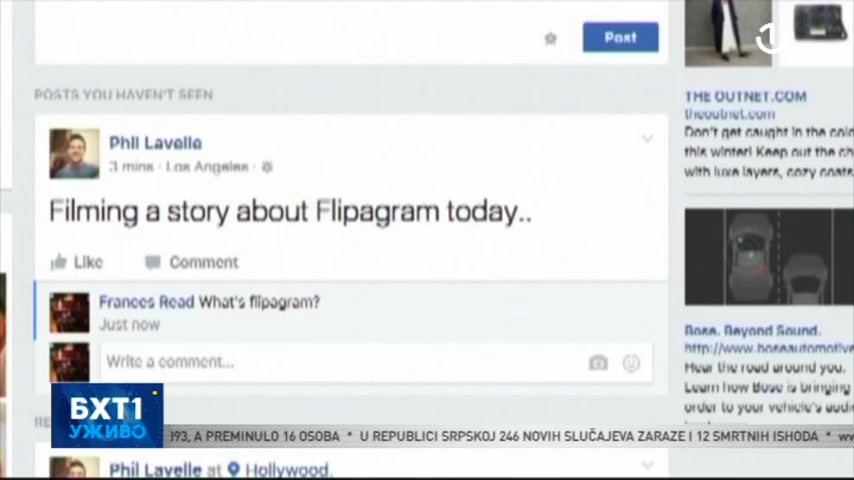 Post
POSTS YOU HAVEN'T SEEN
Phil Lavelle
3 mins · Los Angeles
Filming a story about Flipagram today..
Like Comment
Frances Read What's flipagram?
Just now
Write a comment...
Phil Lavelle at Hollywood.
THE OUTNET.COM
theoutnet.com
Don't get caught in the cold
this winter! Keep out the
with luxe layers, cozy coats
Bose. Beyond Sound.
http://www.boseautomotive
Hear the road around you.
Learn how Bose is bringing
order to your vehicle's audio
1
БХТ1
УЖИВО
393, A PREMINULO 16 OSOBA * U REPUBLICI SRPSKOJ 246 NOVIH SLUČAJEVA ZARAZE I 12 SMRTNIH ISHODA *